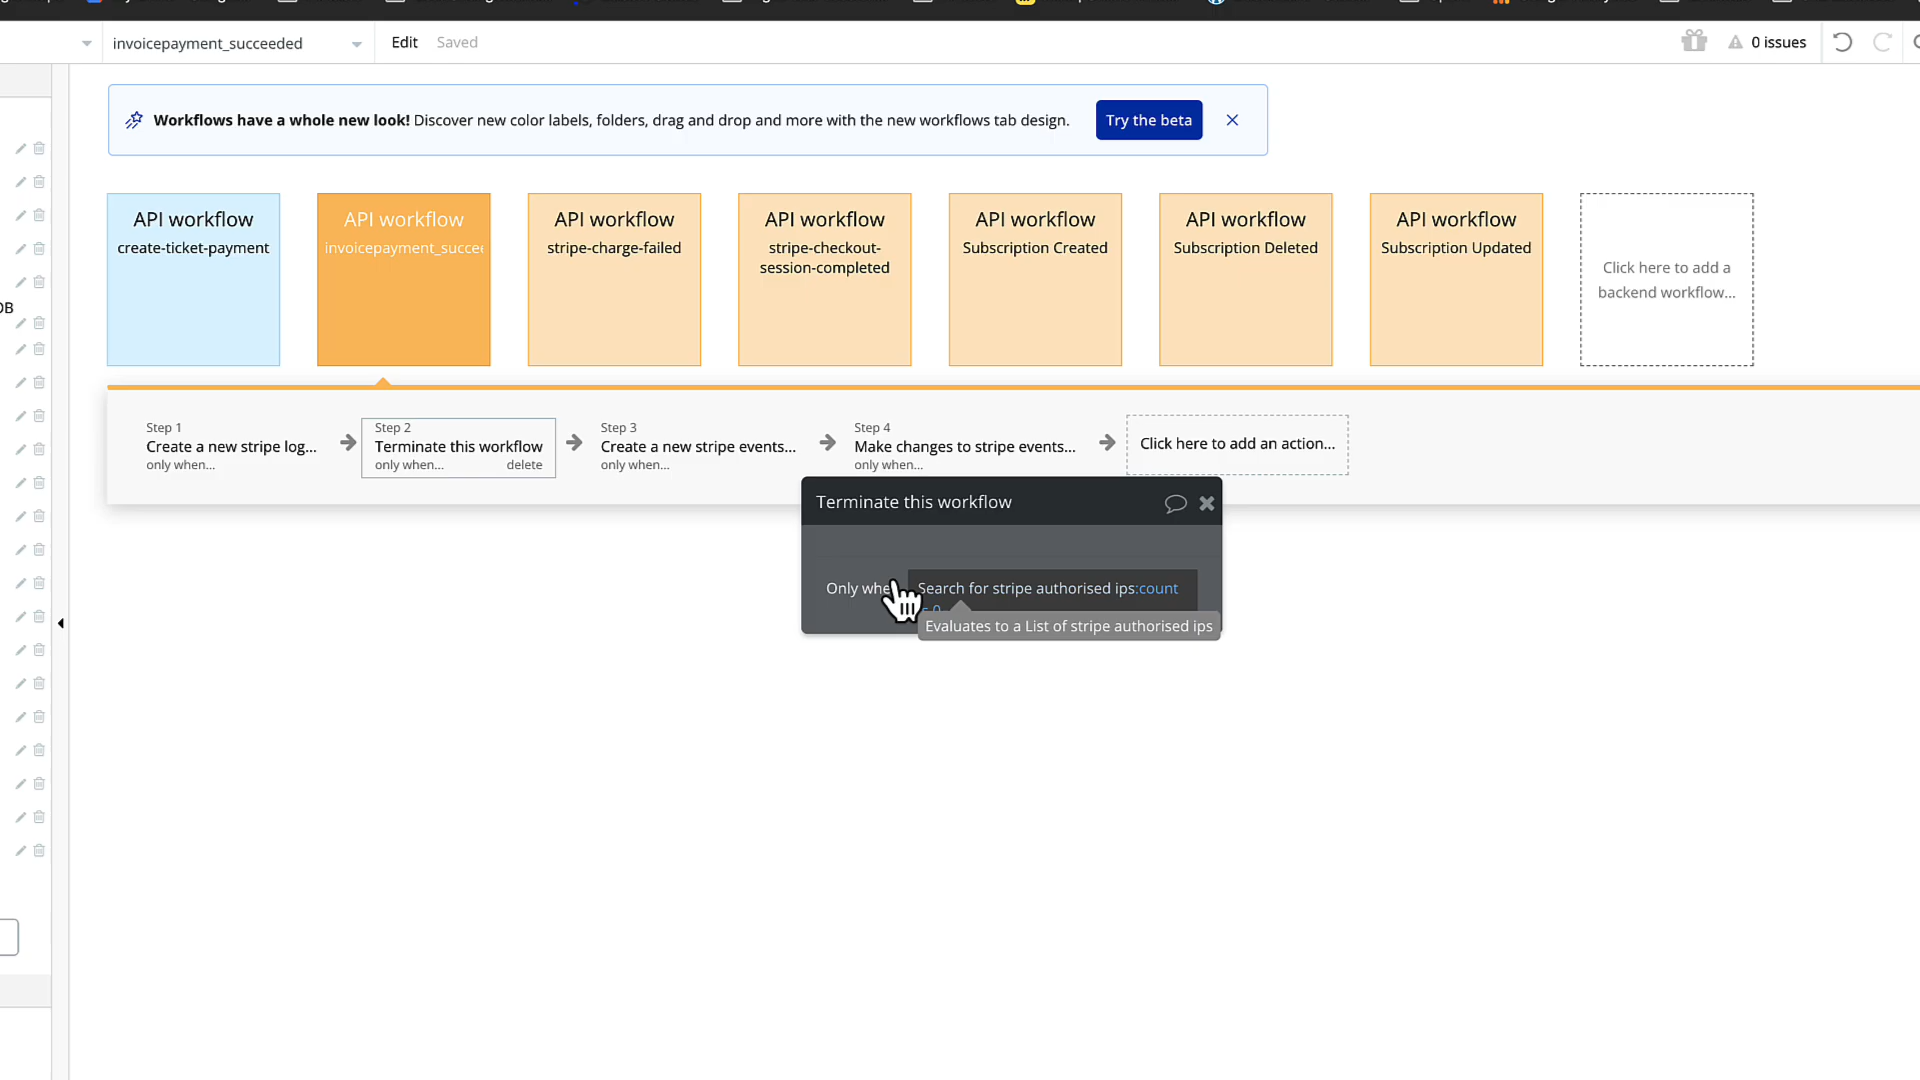 invoicepayment_succeeded
Edit
Saved
0 issues
Workflows have a whole new look! Discover new color labels, folders, drag and drop and more with the new workflows tab design.
Try the beta
API workflow
create-ticket-payment
API workflow
invoicepayment_succee
API workflow
stripe-charge-failed
API workflow
stripe-checkout-
session-completed
API workflow
Subscription Created
API workflow
Subscription Deleted
API workflow
Subscription Updated
Click here to add a
backend workflow...
DB
Step 1
Create a new stripe log...
only when...
Step 2
Terminate this workflow
only when...
delete
Step 3
Create a new stripe events...
only when...
Step 4
Make changes to stripe events...
only when...
Click here to add an action...
Terminate this workflow
Only whe
Search for stripe authorised ips:count
0
Evaluates to a List of stripe authorised ips